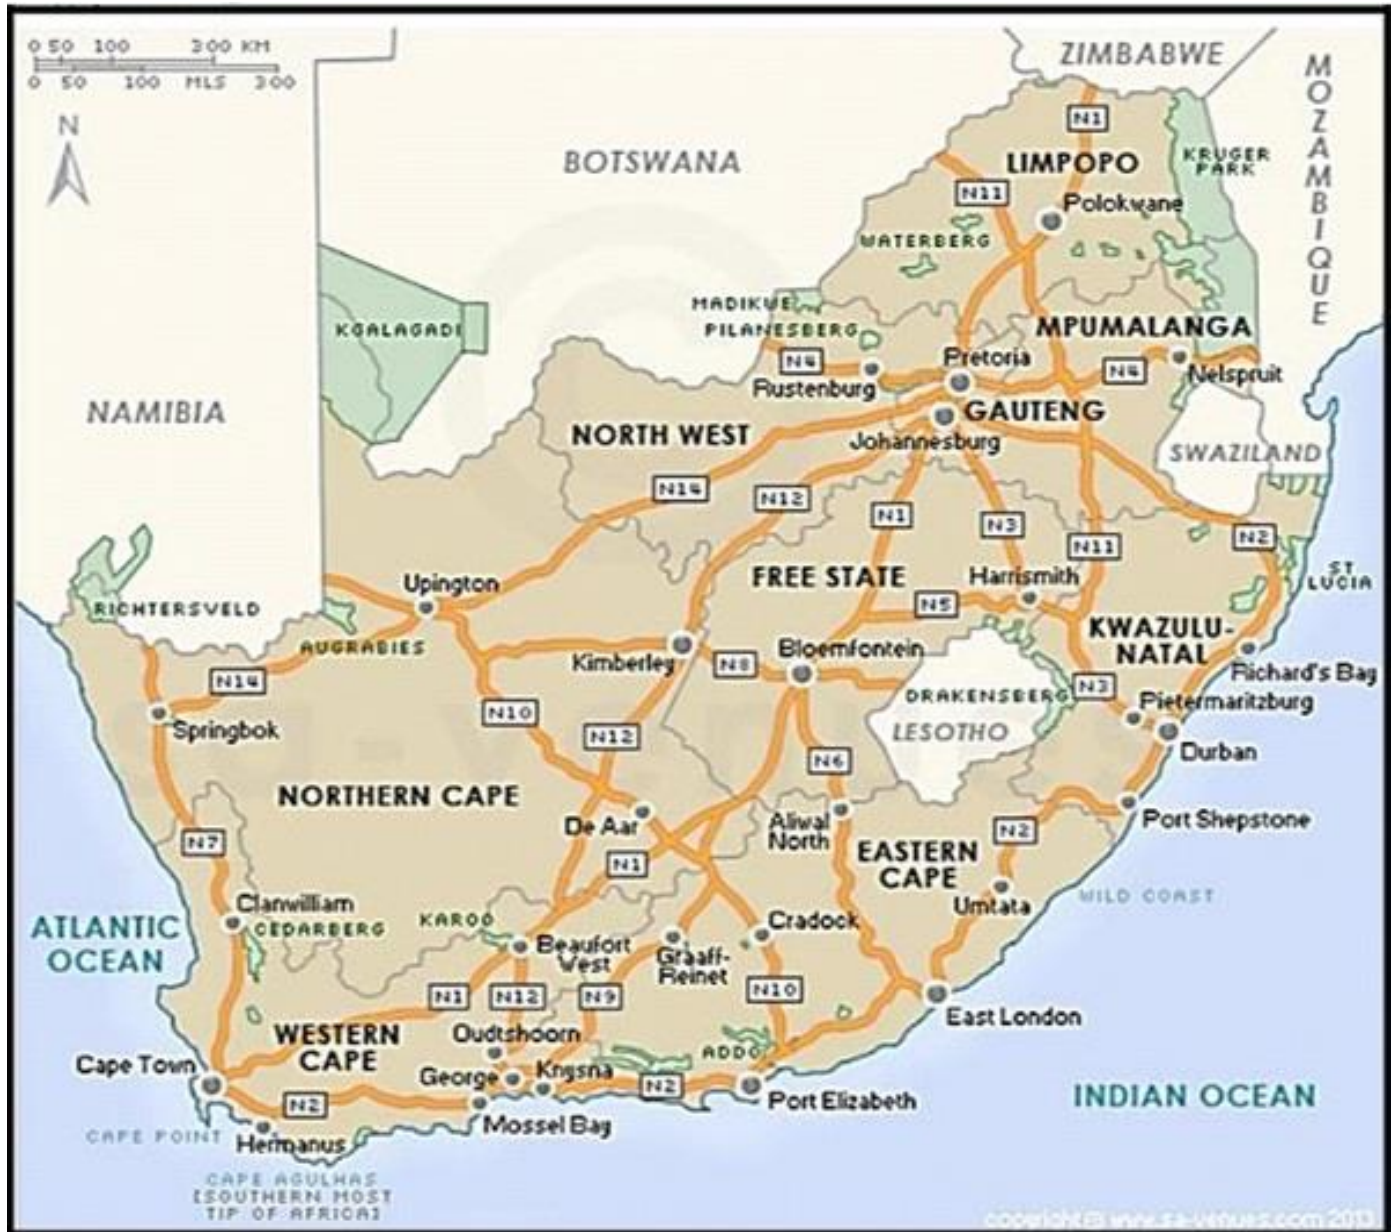 0 50 100 300 KM
0 50 100 MLS 300
N
ZIMBABWE
MOZAMBIQUE
BOTSWANA
NAMIBIA
N1
LIMPOPO
KRUGER
PARK
N11
Polokwane
WATERBERG
KGALAGADI
MADIKUE
PILANESBERG
MPUMALANGA
N4
Rustenburg
Pretoria
N4
Nelspruit
GAUTENG
Johannesburg
NORTH WEST
SWAZILAND
N14
N12
N1
N3
N11
N2
FREE STATE
Harrismith
ST
LUCIA
Upington
RICHTERSVELD
AUGRABIES
N5
KWAZULU-
NATAL
Kimberley
N8
Bloemfontein
Richard's Bay
N14
Springbok
N10
N12
DRAKENSBERG
N3
Pietermaritzburg
LESOTHO
Durban
N6
NORTHERN CAPE
De Aar
Aliwal
North
N2
Port Shepstone
N7
N1
EASTERN
CAPE
WILD COAST
Umtata
Clanwilliam
CEDARBERG
KAROO
Beaufort
West
Graaff-
Reinet
Cradock
ATLANTIC
OCEAN
N1
N12
N9
N10
East London
WESTERN
CAPE
Oudtshoorn
ADDO
Cape Town
George
Knysna
N2
Port Elizabeth
INDIAN OCEAN
N2
Mossel Bay
CAPE POINT
Hermanus
CAPE AGULHAS
[SOUTHERN MOST
TIP OF AFRICA]